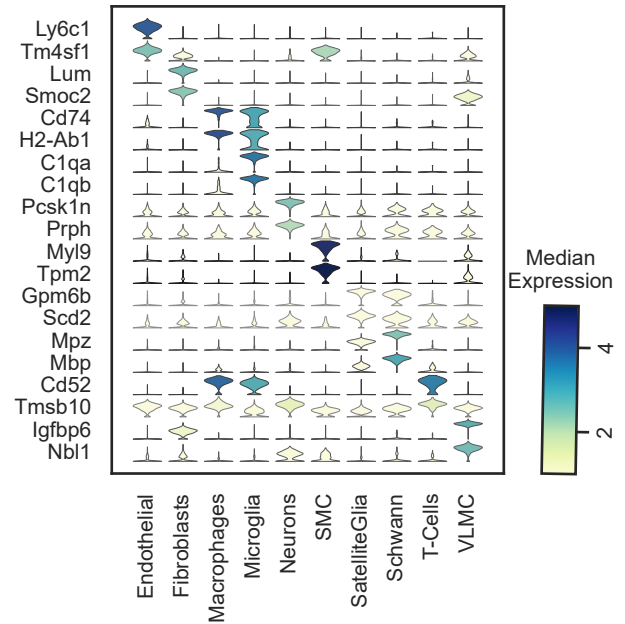 Ly6c1
Tm4sf1
Lum
Smoc2
Cd74
H2-Ab1
C1qa
C1qb
Pcsk1n
Prph
Myl9
Tpm2
Gpm6b
Scd2
Mpz
Mbp
Cd52
Tmsb10
Igfbp6
Nbl1
Endothelial
Fibroblasts
Macrophages
Microglia
Neurons
SMC
SatelliteGlia
Schwann
T-Cells
VLMC
Median
Expression
4
2